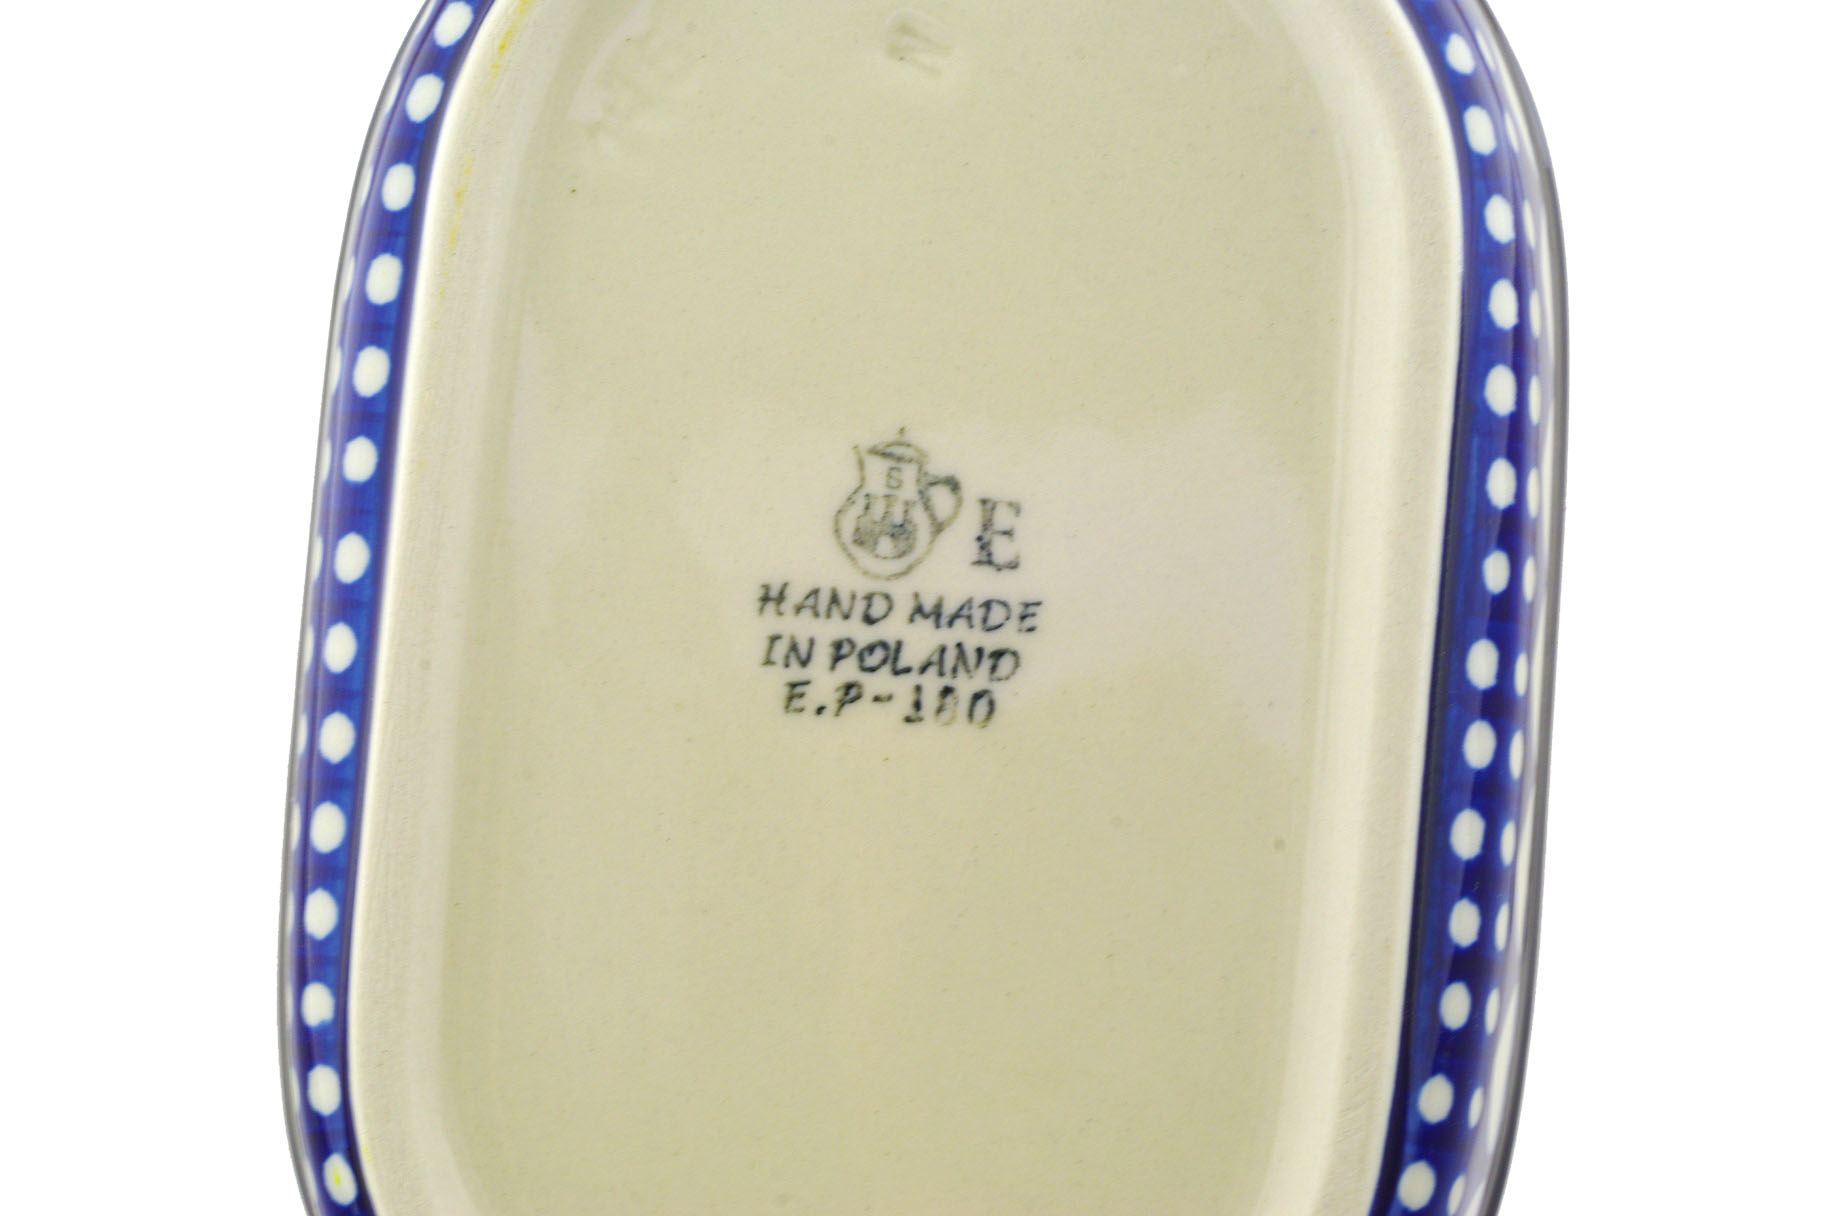 N
S
E
HAND MADE
IN POLAND
E.P-180